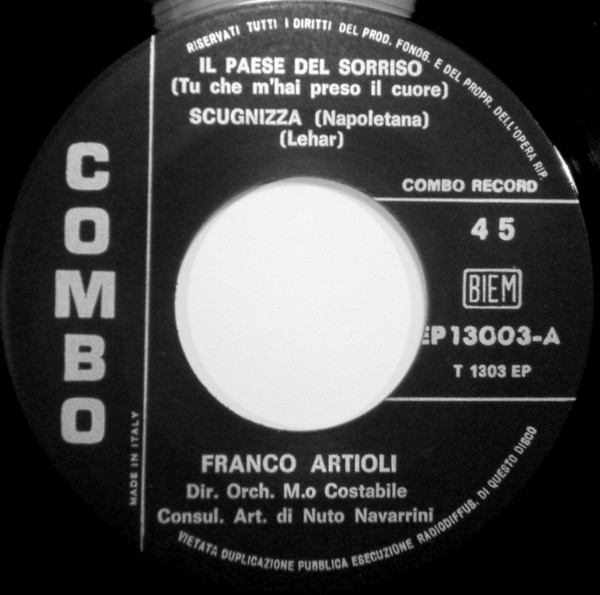 RISERVATI TUTTI I DIRITTI DEL PROD. FONOG. E DEL PROPR. DELL'OPERA RIP.
IL PAESE DEL SORRISO
(Tu che m'hai preso il cuore)
SCUGNIZZA (Napoletana)
(Lehar)
COMBO
COMBO RECORD
45
BIEM
EP13003-A
T 1303 EP
MADE IN ITALY
FRANCO ARTIOLI
Dir. Orch. M.o Costabile
Consul. Art. di Nuto Navarrini
VIETATA DUPLICAZIONE PUBBLICA ESECUZIONE RADIODIFFUS. DI QUESTO DISCO